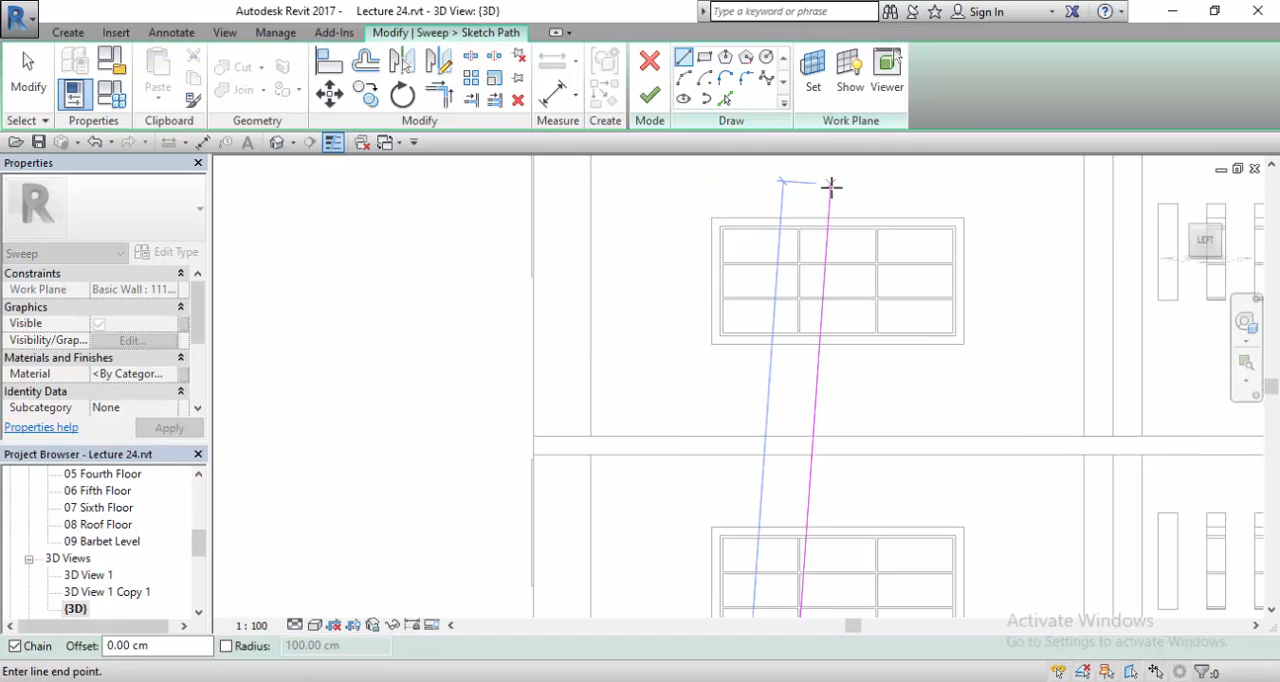 Autodesk Revit 2017 - Lecture 24.rvt - 3D View: {3D}
Type a keyword or phrase
Sign In
Create Insert Annotate View Manage Add-Ins Modify | Sweep > Sketch Path
Modify
Paste
Cut
Join
Set Show Viewer
Select Properties Clipboard Geometry Modify Measure Create Mode Draw Work Plane
Properties
R
Sweep Edit Type
Constraints
Work Plane Basic Wall : 111...
Graphics
Visible
Visibility/Grap... Edit...
Materials and Finishes
Material <By Categor...
Identity Data
Subcategory None
Properties help Apply
Project Browser - Lecture 24.rvt
05 Fourth Floor
06 Fifth Floor
07 Sixth Floor
08 Roof Floor
09 Barbet Level
3D Views
3D View 1
3D View 1 Copy 1
{3D}
LEFT
1 : 100
Activate Windows
Go to Settings to activate Windows.
Chain Offset: 0.00 cm Radius: 100.00 cm
Enter line end point.
:0